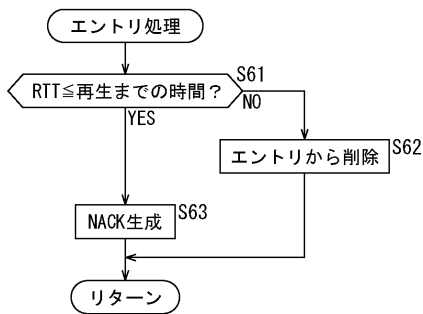 エントリ処理
S61
RTT≦再生までの時間？
NO
YES
エントリから削除
S62
NACK生成
S63
リターン